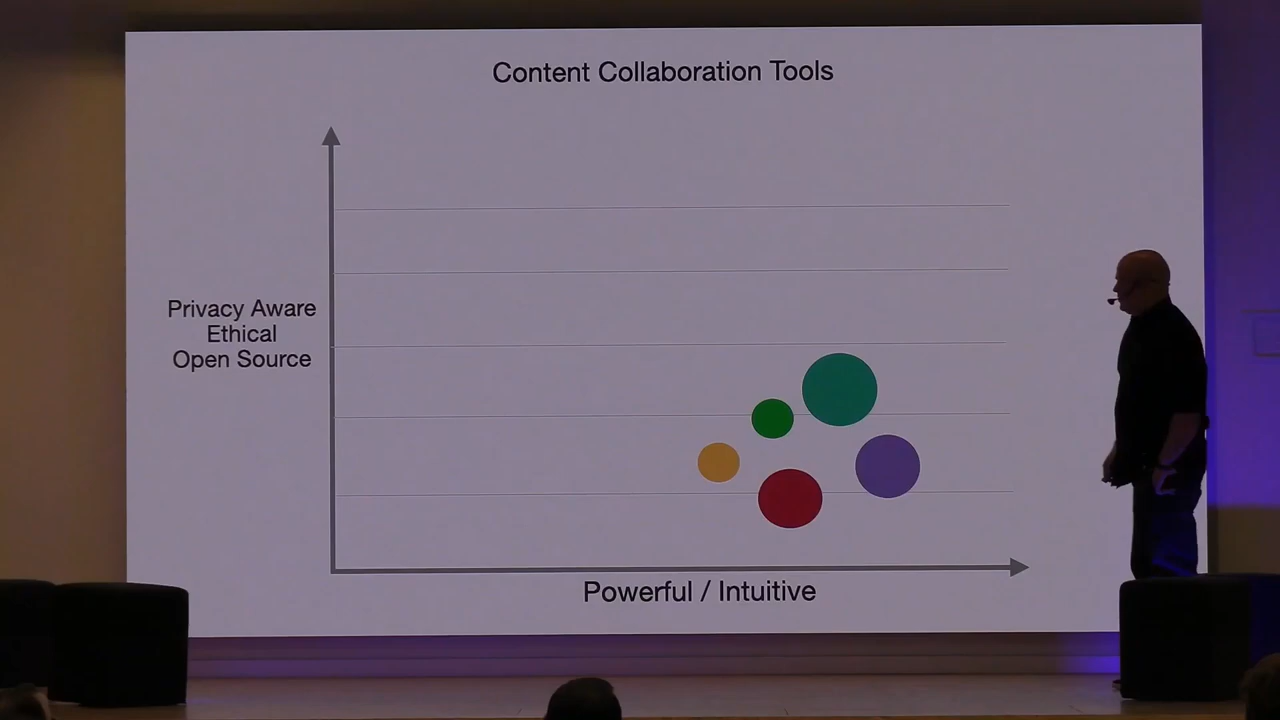 Content Collaboration Tools
Privacy Aware
Ethical
Open Source
Powerful / Intuitive